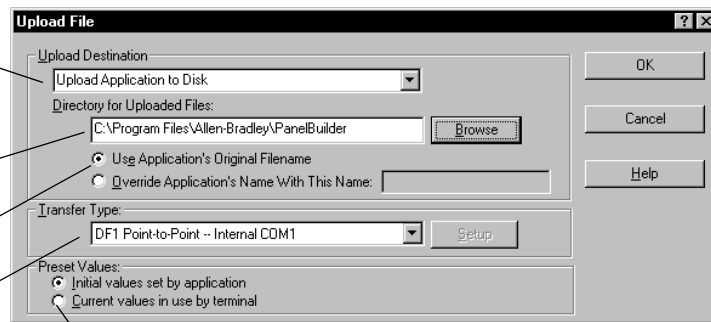 Upload File
Upload Destination
Upload Application to Disk
Directory for Uploaded Files:
C:\Program Files\Allen-Bradley\PanelBuilder
Browse
Use Application's Original Filename
Override Application's Name With This Name:
Transfer Type:
DF1 Point-to-Point -- Internal COM1
Setup
Preset Values:
Initial values set by application
Current values in use by terminal
OK
Cancel
Help